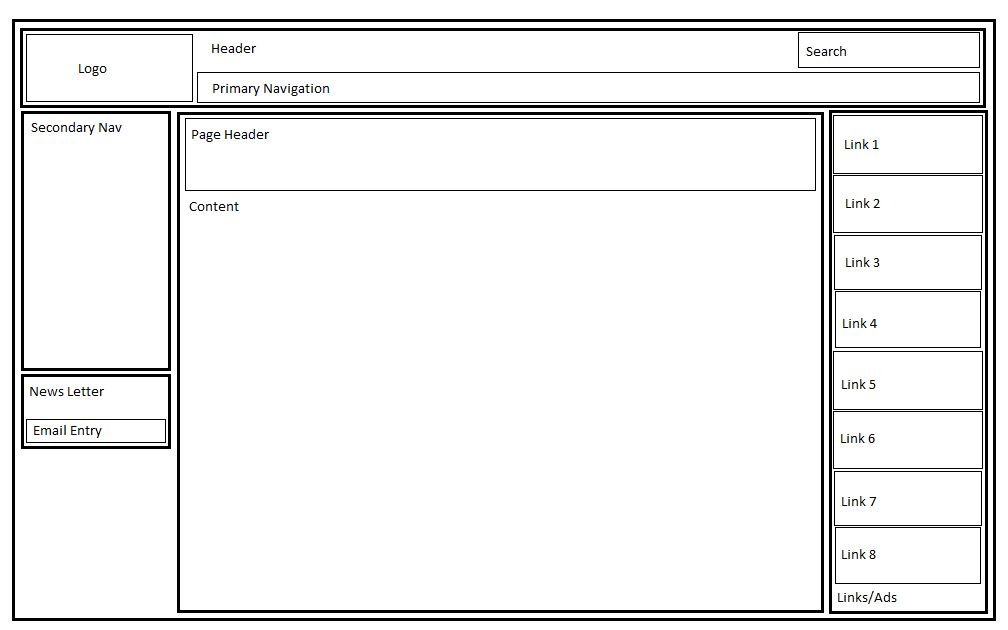 Logo
Header
Search
Primary Navigation
Secondary Nav
News Letter
Email Entry
Page Header
Content
Link 1
Link 2
Link 3
Link 4
Link 5
Link 6
Link 7
Link 8
Links/Ads